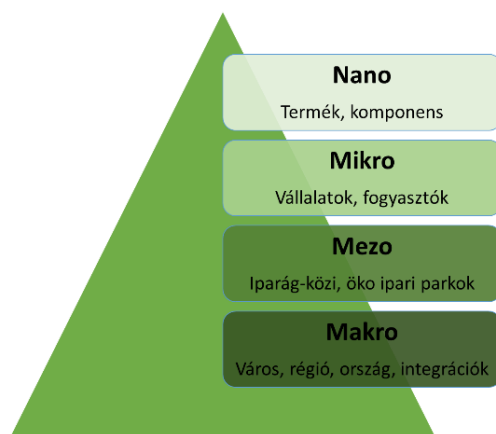 Nano
Termék, komponens
Mikro
Vállalatok, fogyasztók
Mezo
Iparág-közi, öko ipari parkok
Makro
Város, régió, ország, integrációk